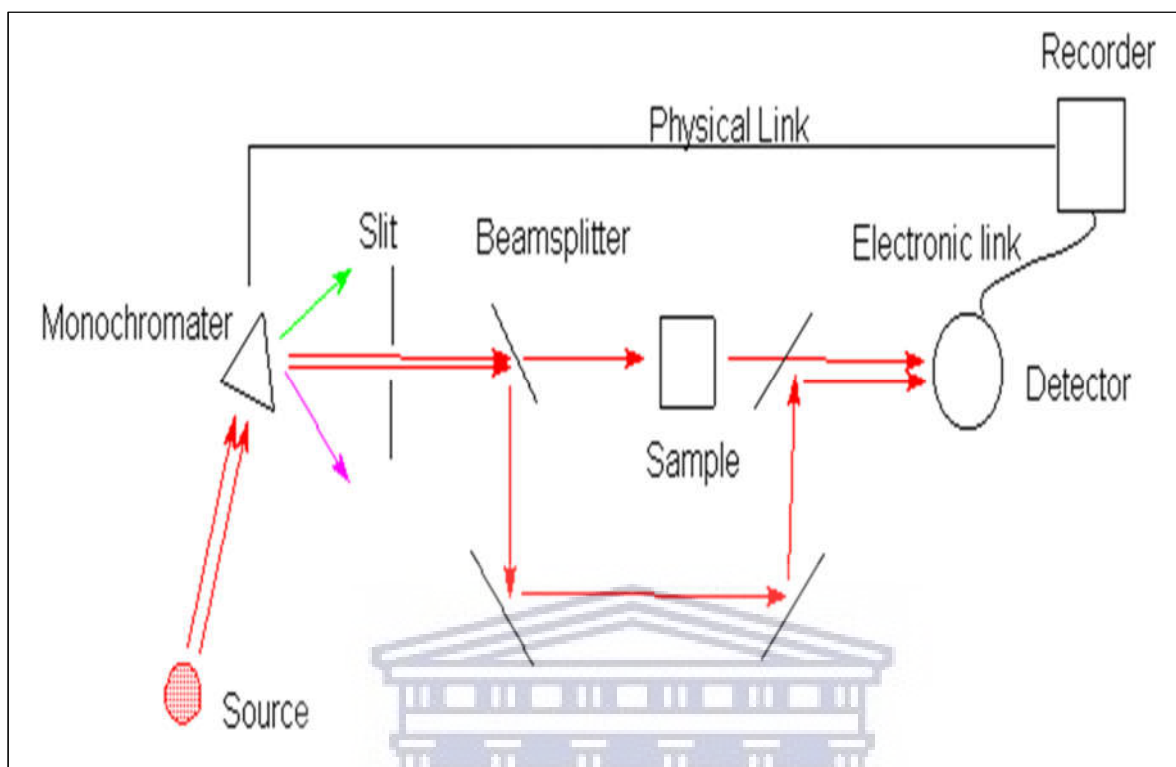 Recorder
Physical Link
Slit
Beamsplitter
Electronic link
Monochromater
Detector
Sample
Source